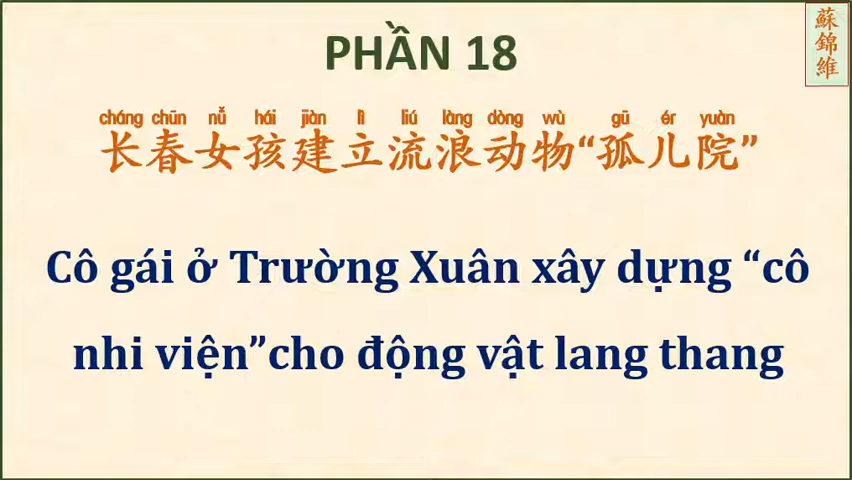 PHẦN 18
cháng chūn nǚ hái jiàn lì liú làng dòng wù gū ér yuàn
长春女孩建立流浪动物“孤儿院”
Cô gái ở Trường Xuân xây dựng “cô
nhi viện”cho động vật lang thang
蘇錦維